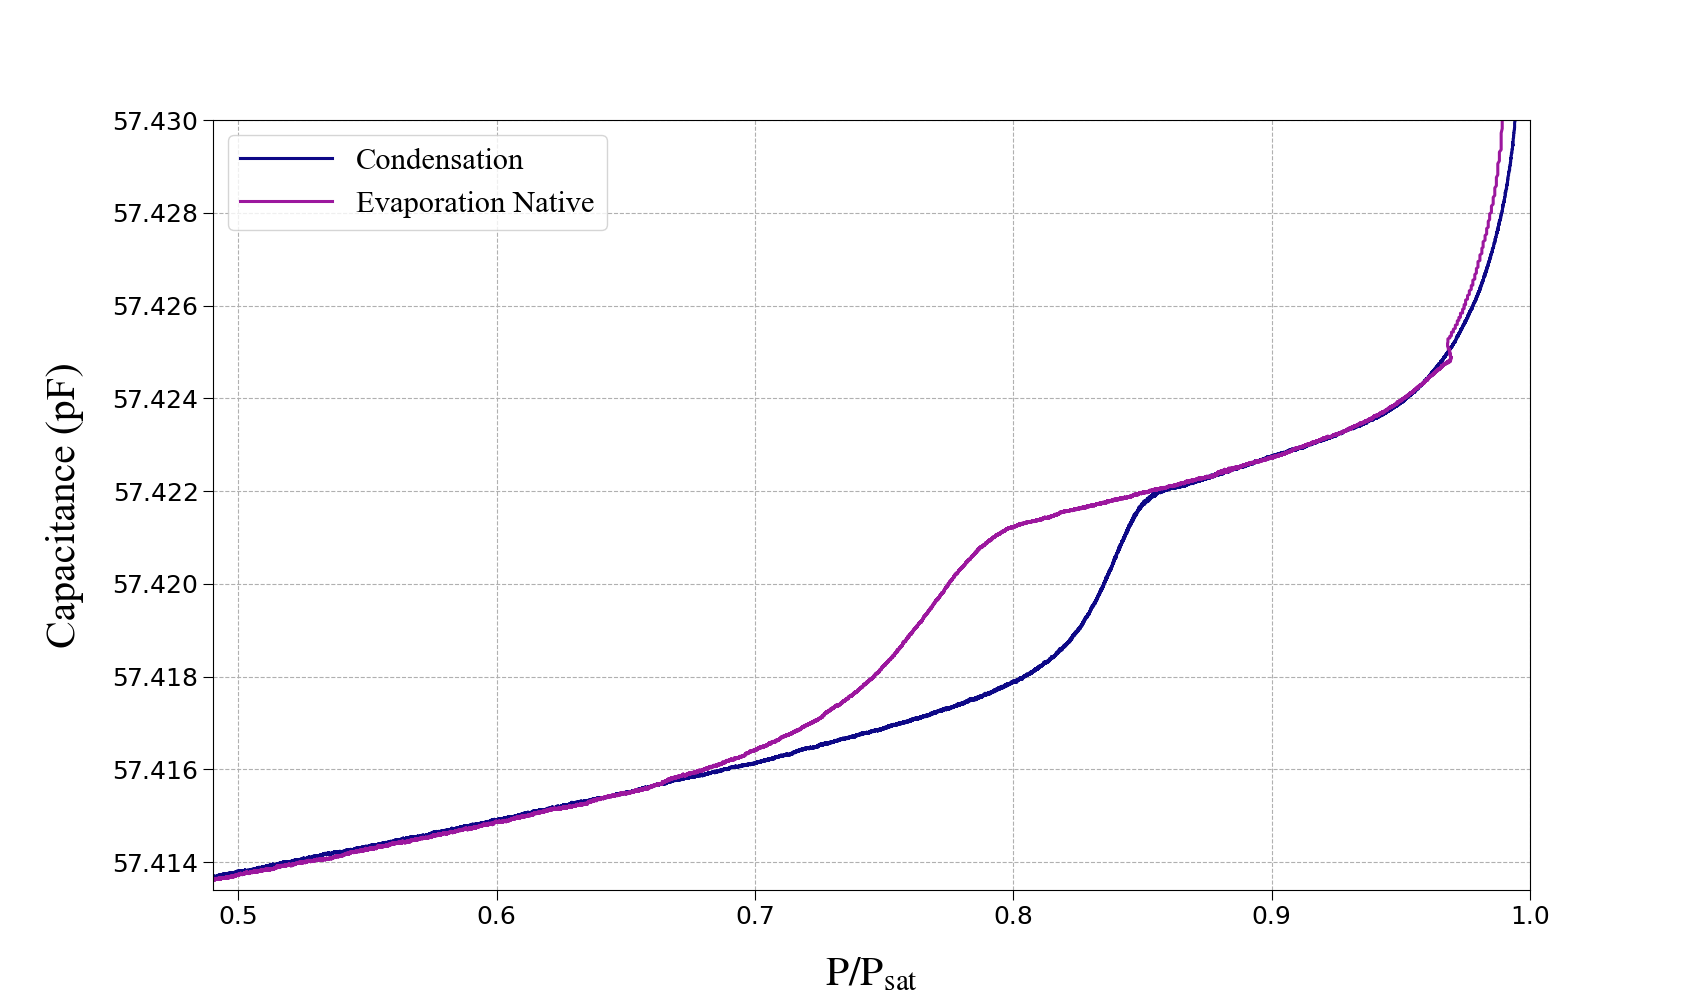 57.430
57.428
57.426
57.424
57.422
57.420
57.418
57.416
57.414
Capacitance (pF)
Condensation
Evaporation Native
0.5 0.6 0.7 0.8 0.9 1.0
P/Psat